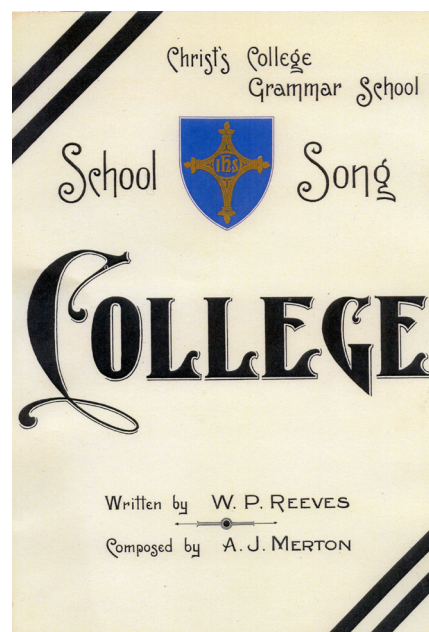 Christ's College
Grammar School
School Song
ihs
COLLEGE
Written by W. P. REEVES
Composed by A. J. MERTON